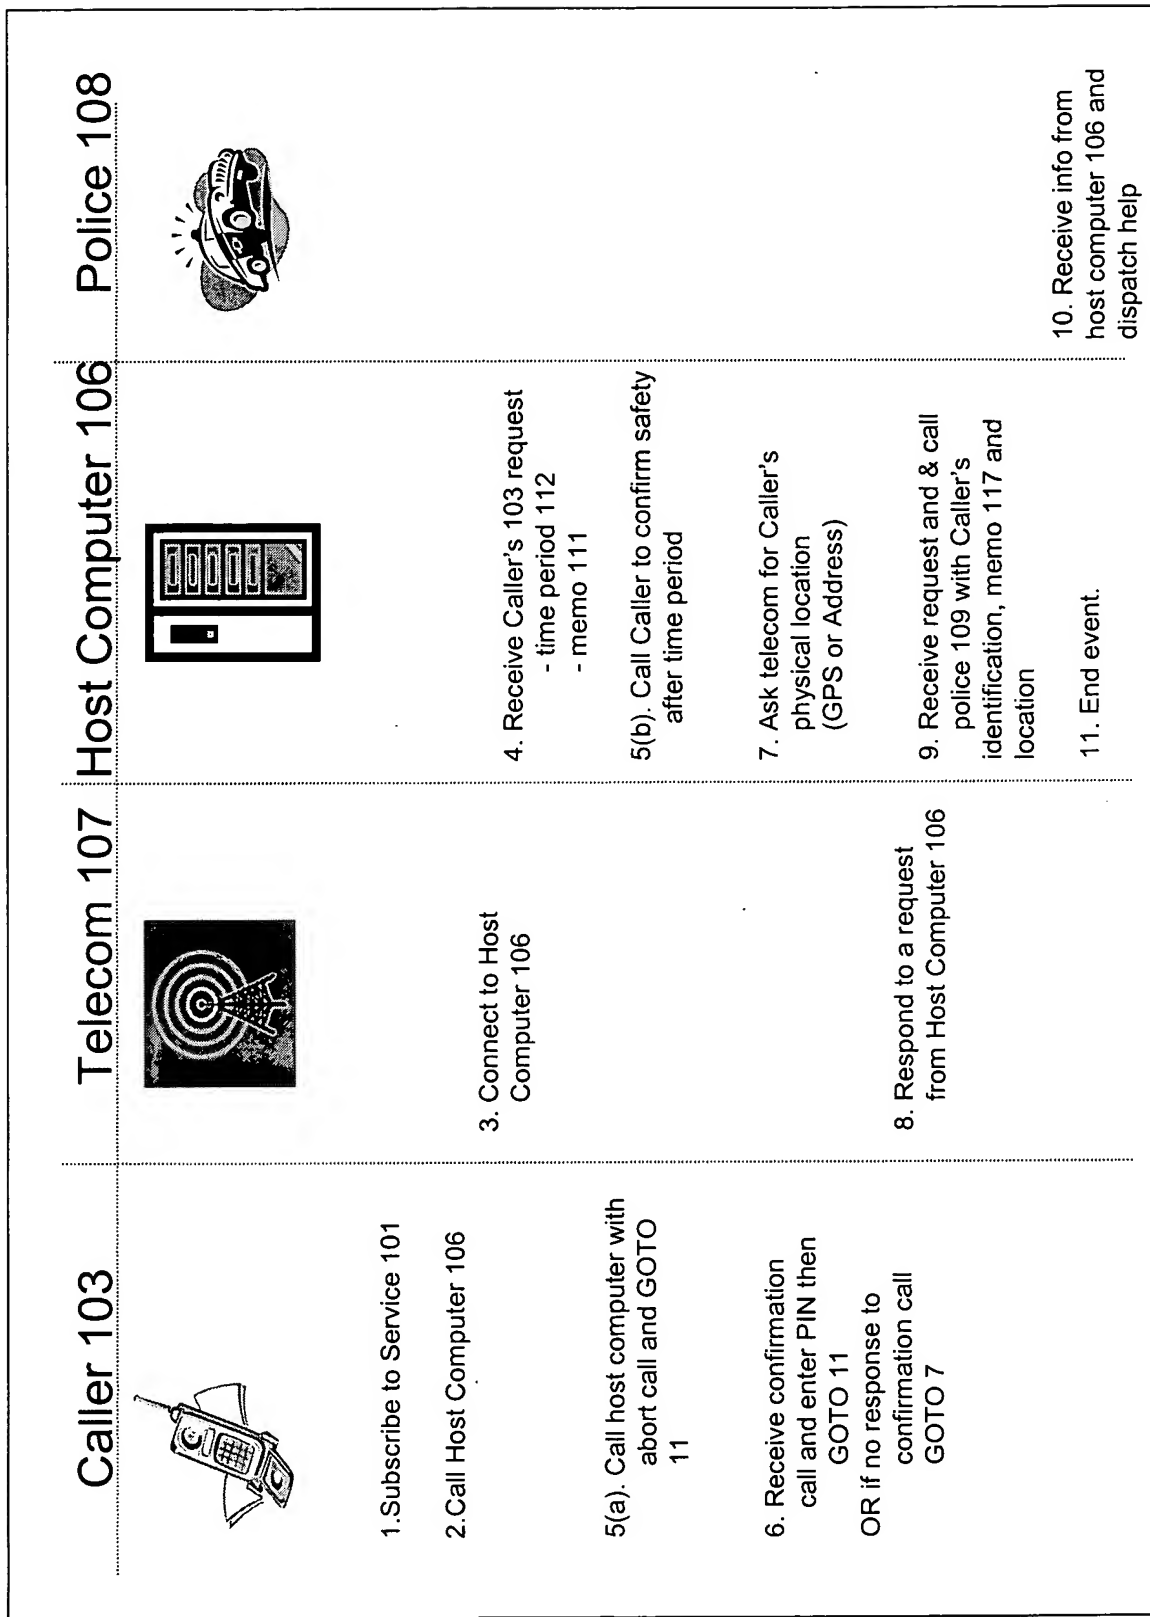 Caller 103
Telecom 107
Host Computer 106
Police 108
1.Subscribe to Service 101
2.Call Host Computer 106
3. Connect to Host
Computer 106
4. Receive Caller's 103 request
- time period 112
- memo 111
5(a). Call host computer with
abort call and GOTO
11
5(b). Call Caller to confirm safety
after time period
6. Receive confirmation
call and enter PIN then
GOTO 11
OR if no response to
confirmation call
GOTO 7
7. Ask telecom for Caller's
physical location
(GPS or Address)
8. Respond to a request
from Host Computer 106
9. Receive request and & call
police 109 with Caller's
identification, memo 117 and
location
10. Receive info from
host computer 106 and
dispatch help
11. End event.